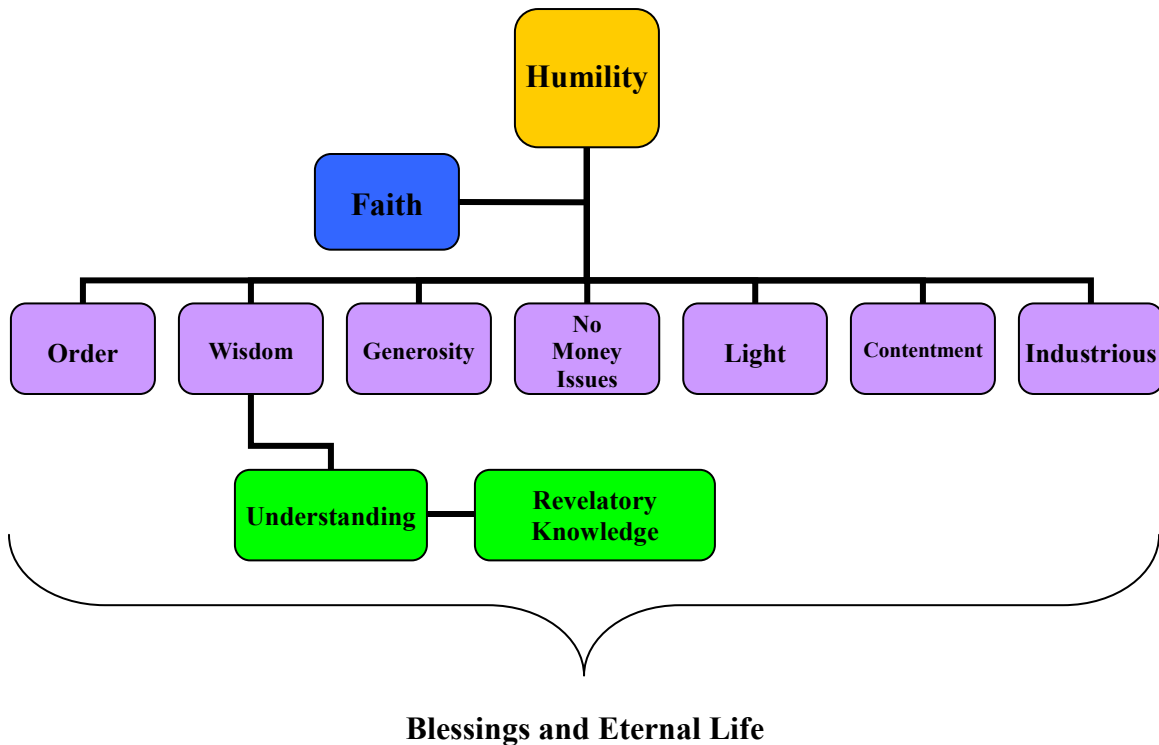 Humility
Faith
Order
Wisdom
Generosity
No
Money
Issues
Light
Contentment
Industrious
Understanding
Revelatory
Knowledge
Blessings and Eternal Life